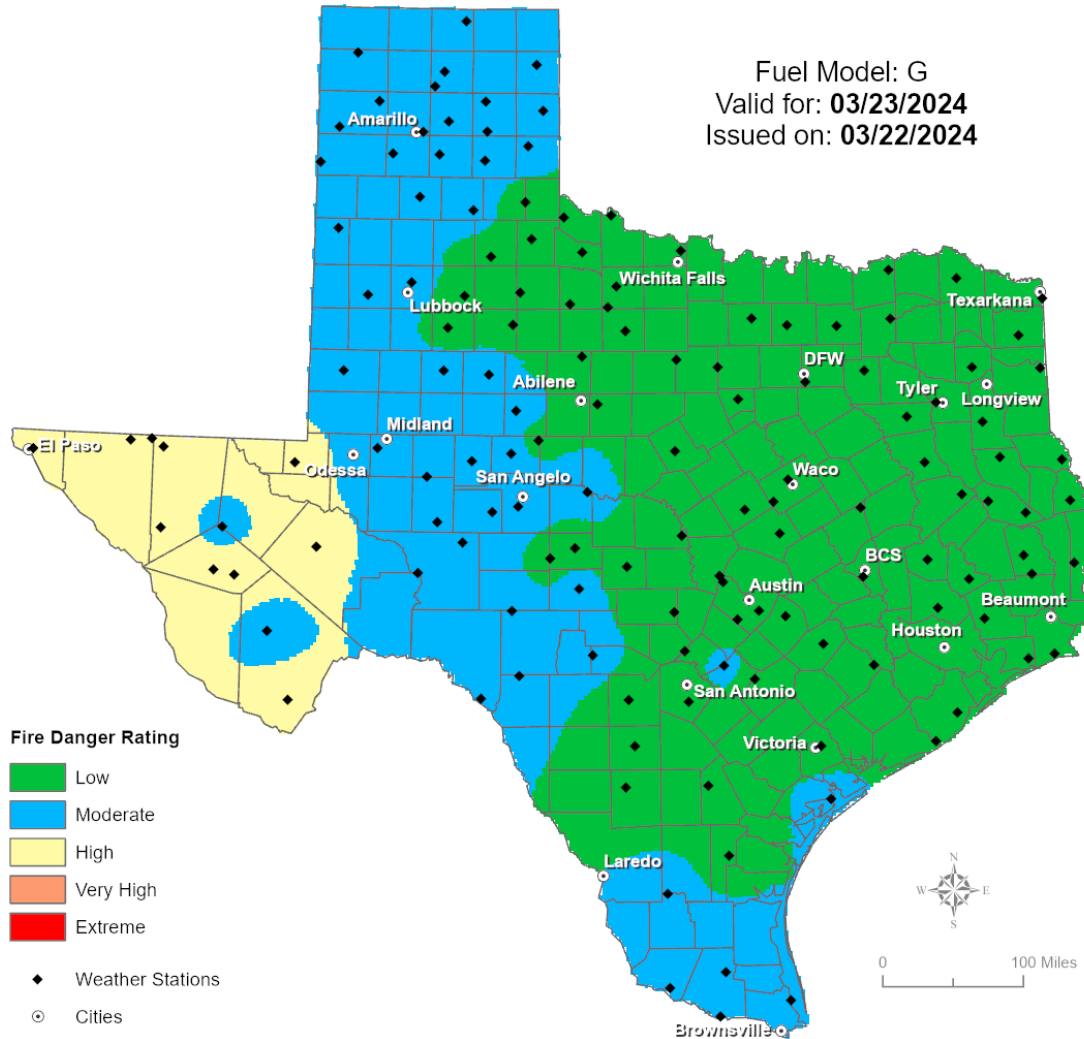 Fuel Model: G
Valid for: 03/23/2024
Issued on: 03/22/2024
Amarillo
Wichita Falls
Lubbock
Texarkana
DFW
Abilene
Tyler
Longview
Midland
El Paso
Odessa
San Angelo
Waco
BCS
Austin
Beaumont
Houston
San Antonio
Victoria
Fire Danger Rating
Low
Moderate
High
Very High
Extreme
Weather Stations
Cities
Laredo
Brownsville
N
W E
S
0 100 Miles